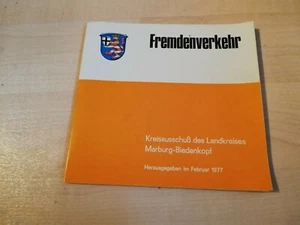 Fremdenverkehr
Kreisausschuß des Landkreises
Marburg-Biedenkopf
Herausgegeben im Februar 1977